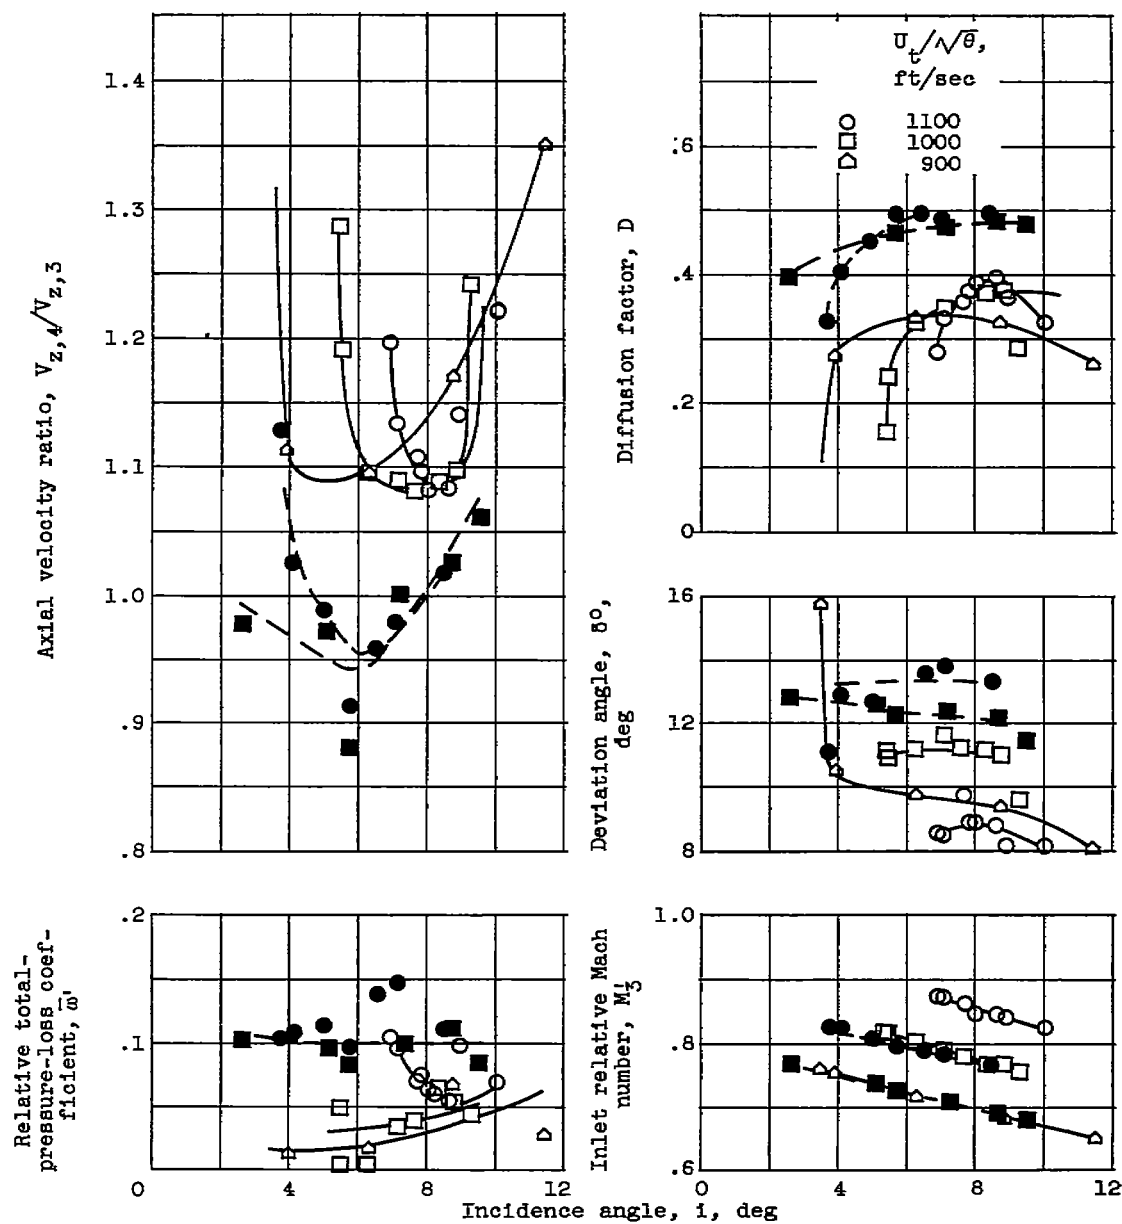 1.4
1.3
1.2
1.1
1.0
.9
.8
Axial velocity ratio, V_z,4/V_z,3
U̅_t/√θ,
ft/sec
1100
1000
900
.6
.4
.2
0
Diffusion factor, D
16
12
8
Deviation angle, δ°,
deg
.2
.1
0
Relative total-
pressure-loss coef-
ficient, ω̅'
1.0
.8
.6
Inlet relative Mach
number, M'_3
0 4 8 12 0 4 8 12
Incidence angle, i, deg